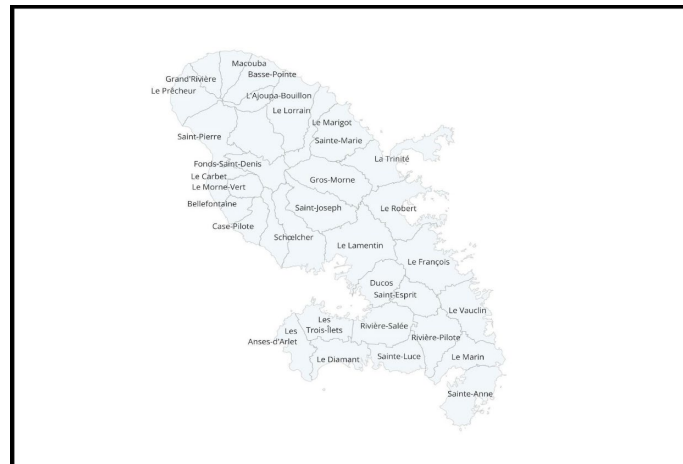 Macouba
Basse-Pointe
Grand'Rivière
Le Prêcheur
L'Ajoupa-Bouillon
Le Lorrain
Le Marigot
Saint-Pierre
Sainte-Marie
La Trinité
Fonds-Saint-Denis
Le Carbet
Gros-Morne
Le Morne-Vert
Bellefontaine
Saint-Joseph
Le Robert
Case-Pilote
Schœlcher
Le Lamentin
Le François
Ducos
Saint-Esprit
Le Vauclin
Les
Trois-Îlets
Rivière-Salée
Les
Anses-d'Arlet
Rivière-Pilote
Le Diamant
Sainte-Luce
Le Marin
Sainte-Anne